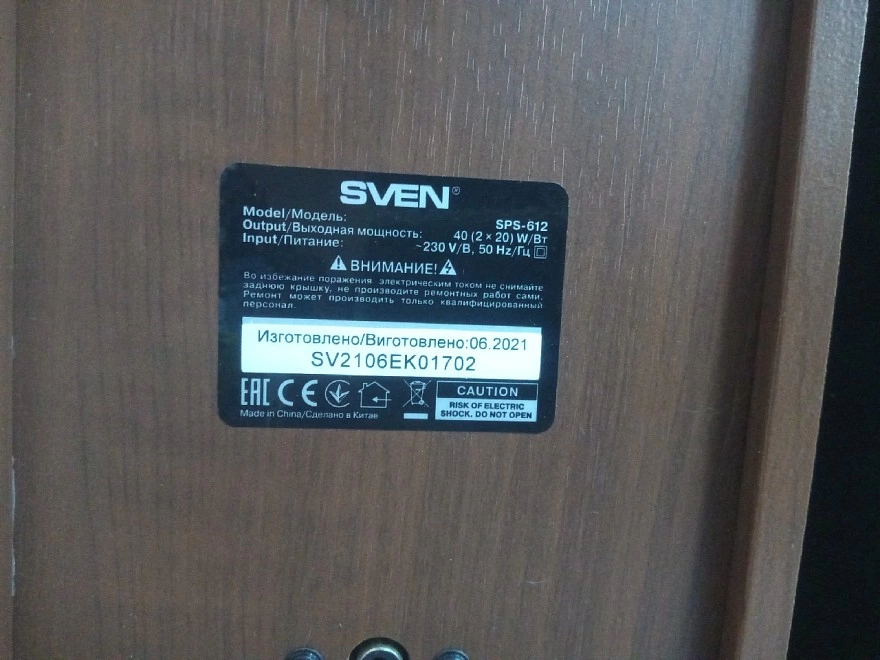 SVEN®
Model/Модель: SPS-612
Output/Выходная мощность: 40 (2 × 20) W/Вт
Input/Питание: ~230 V/В, 50 Hz/Гц
ВНИМАНИЕ!
Во избежание поражения электрическим током не снимайте
заднюю крышку, не производите ремонтных работ сами.
Ремонт может производить только квалифицированный
персонал.
Изготовлено/Виготовлено:06.2021
SV2106EK01702
EAC CE
CAUTION
RISK OF ELECTRIC
SHOCK. DO NOT OPEN
Made in China/Сделано в Китае